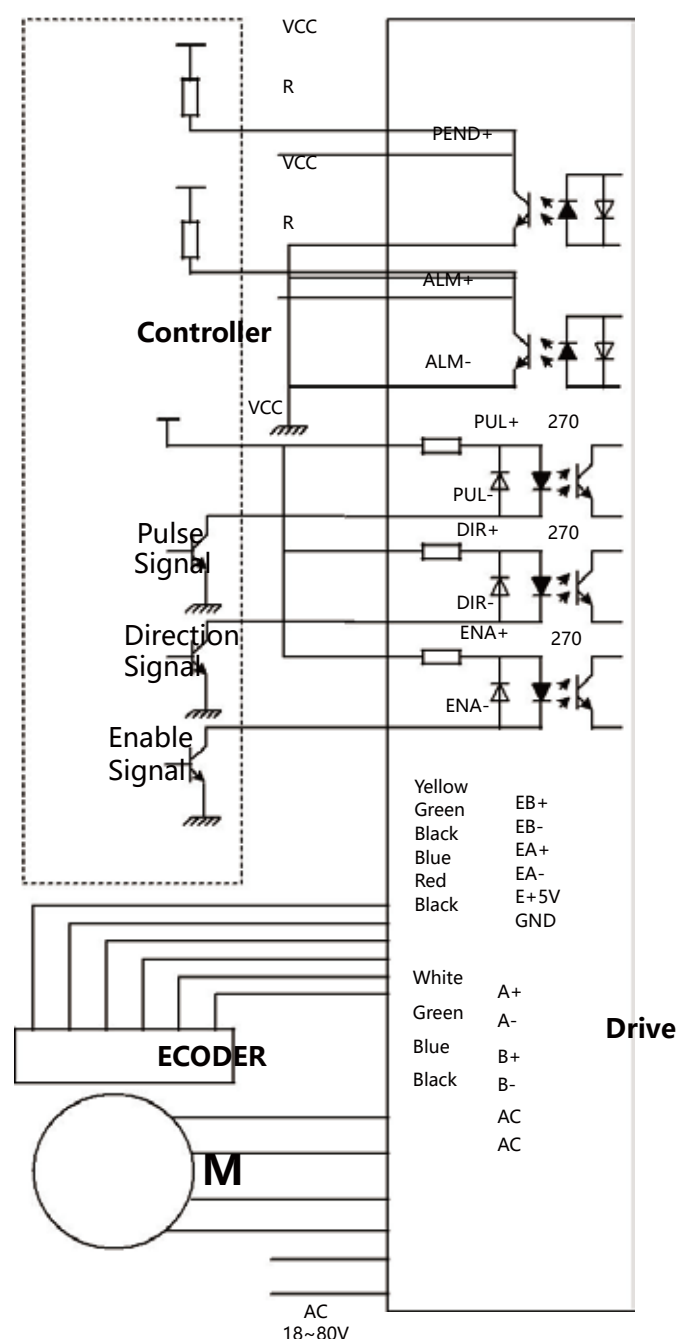 VCC
R
PEND+
VCC
R
ALM+
Controller
ALM-
VCC
PUL+ 270
PUL-
Pulse
Signal
DIR+ 270
DIR-
Direction
Signal
ENA+ 270
ENA-
Enable
Signal
Yellow EB+
Green EB-
Black EA+
Blue EA-
Red E+5V
Black GND
White A+
Green A-
Blue B+
Black B-
Drive
ECODER
M
AC
AC
AC
18~80V